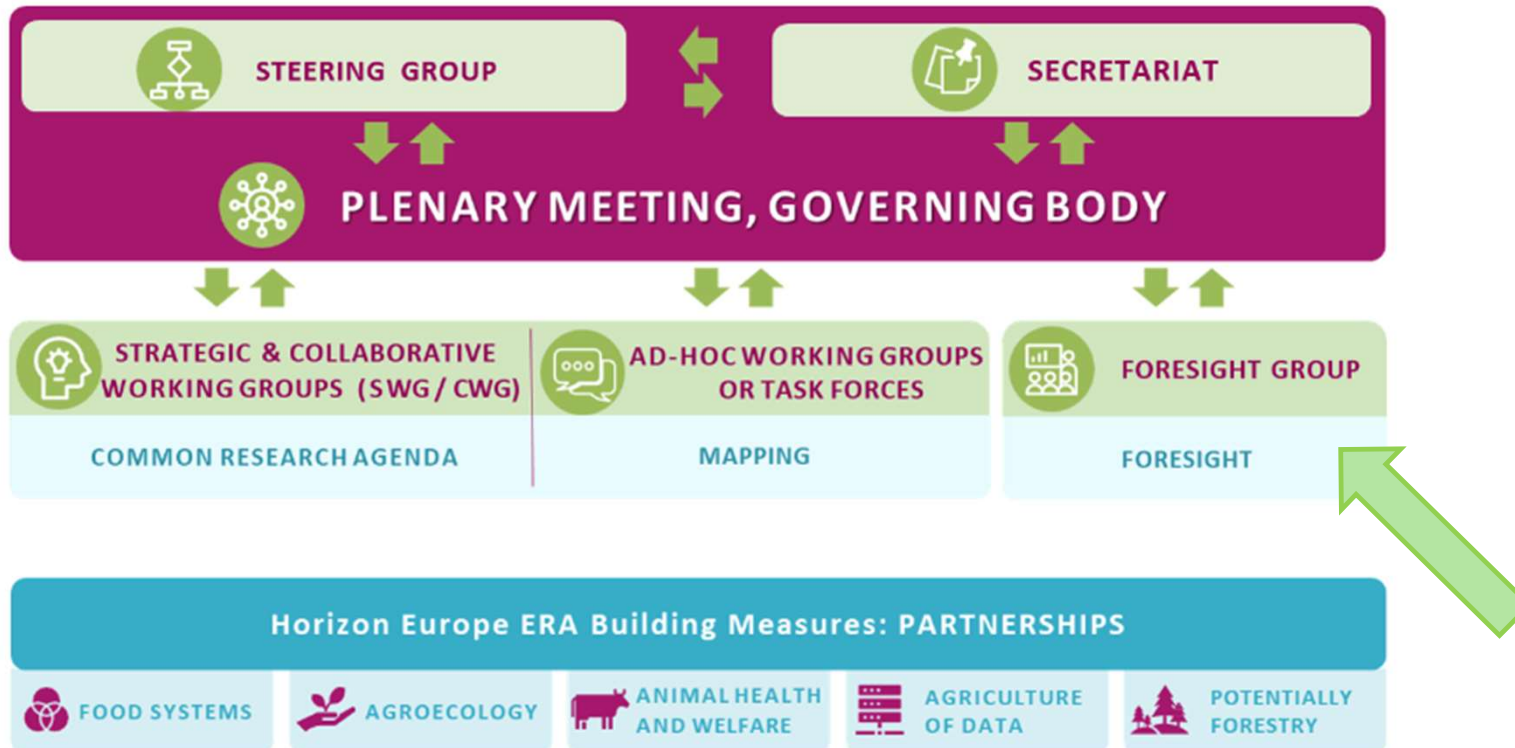 STEERING GROUP
SECRETARIAT
PLENARY MEETING, GOVERNING BODY
STRATEGIC & COLLABORATIVE
WORKING GROUPS (SWG / CWG)
COMMON RESEARCH AGENDA
AD-HOC WORKING GROUPS
OR TASK FORCES
MAPPING
FORESIGHT GROUP
FORESIGHT
Horizon Europe ERA Building Measures: PARTNERSHIPS
FOOD SYSTEMS
AGROECOLOGY
ANIMAL HEALTH
AND WELFARE
AGRICULTURE
OF DATA
POTENTIALLY
FORESTRY